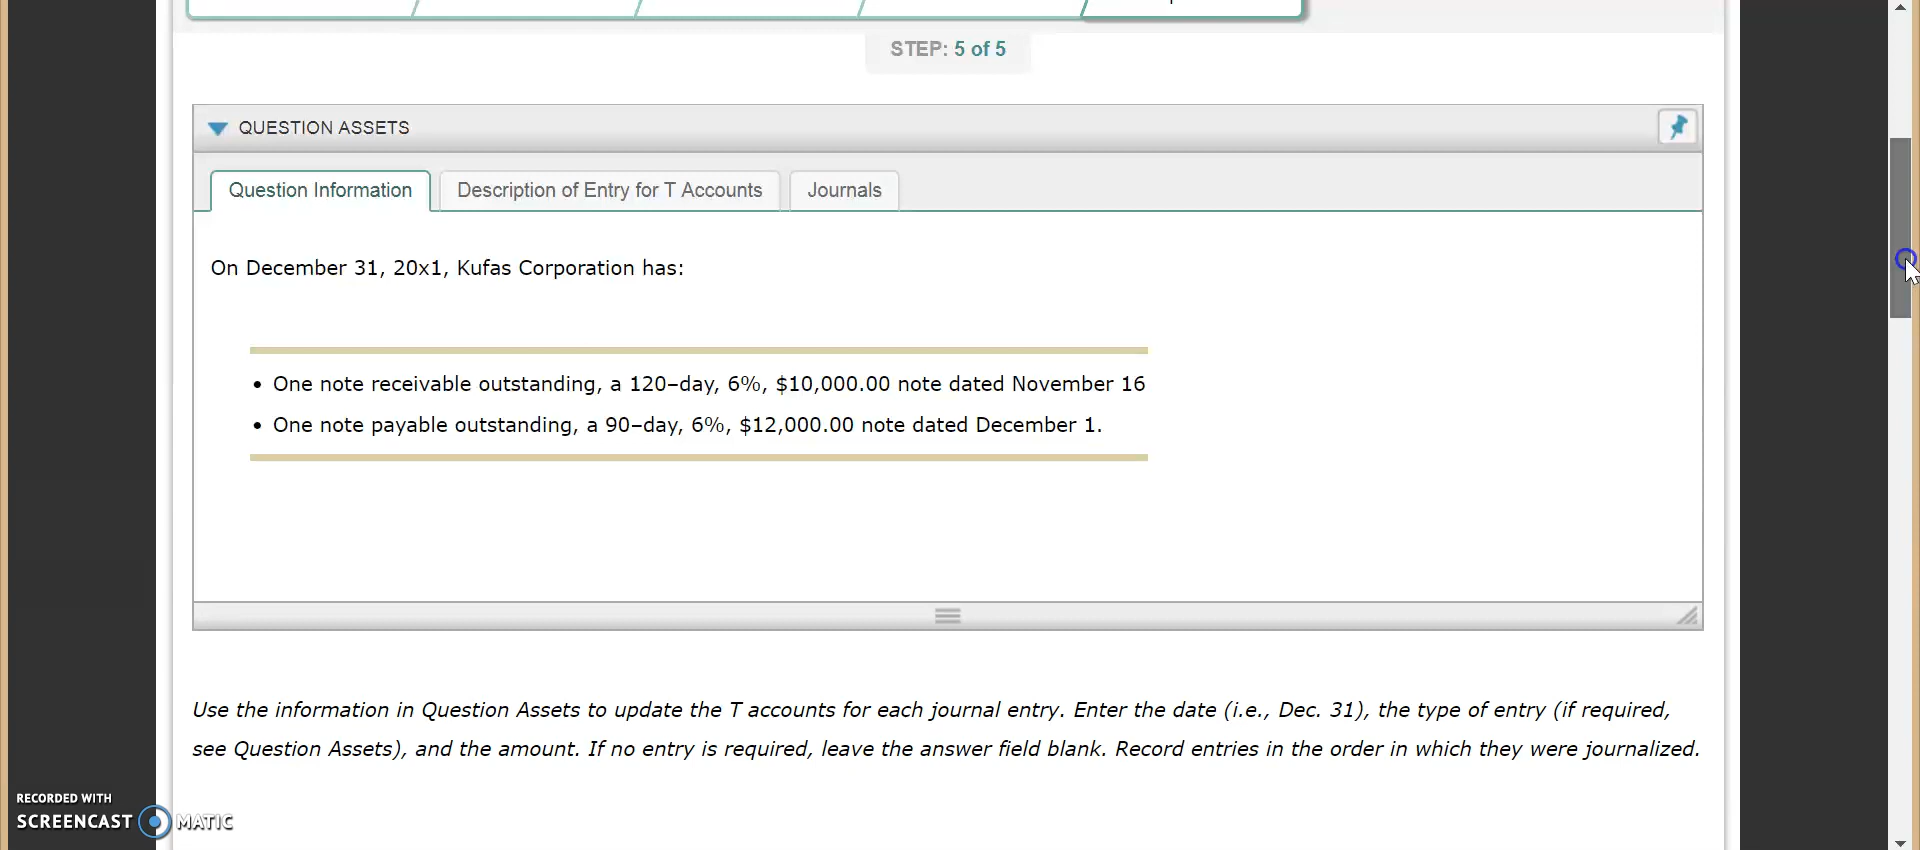 STEP: 5 of 5
QUESTION ASSETS
Question Information
Description of Entry for T Accounts
Journals
On December 31, 20x1, Kufas Corporation has:
• One note receivable outstanding, a 120–day, 6%, $10,000.00 note dated November 16
• One note payable outstanding, a 90–day, 6%, $12,000.00 note dated December 1.
Use the information in Question Assets to update the T accounts for each journal entry. Enter the date (i.e., Dec. 31), the type of entry (if required,
see Question Assets), and the amount. If no entry is required, leave the answer field blank. Record entries in the order in which they were journalized.
RECORDED WITH
SCREENCAST MATIC